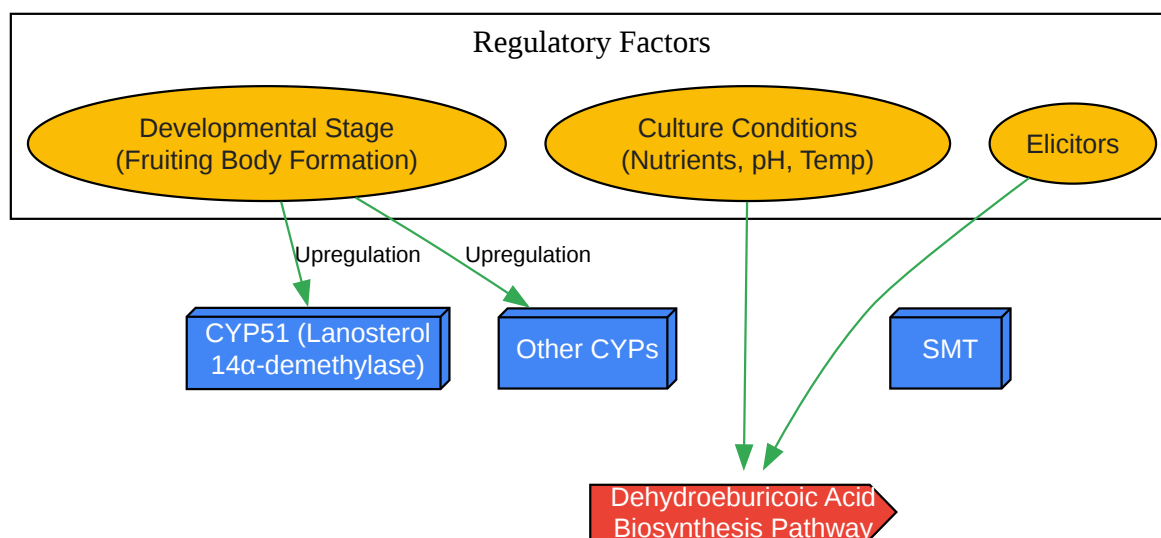 Regulatory Factors
Developmental Stage
(Fruiting Body Formation)
Culture Conditions
(Nutrients, pH, Temp)
Elicitors
Upregulation
Upregulation
CYP51 (Lanosterol
14α-demethylase)
Other CYPs
SMT
Dehydroeburicoic Acid
Biosynthesis Pathway